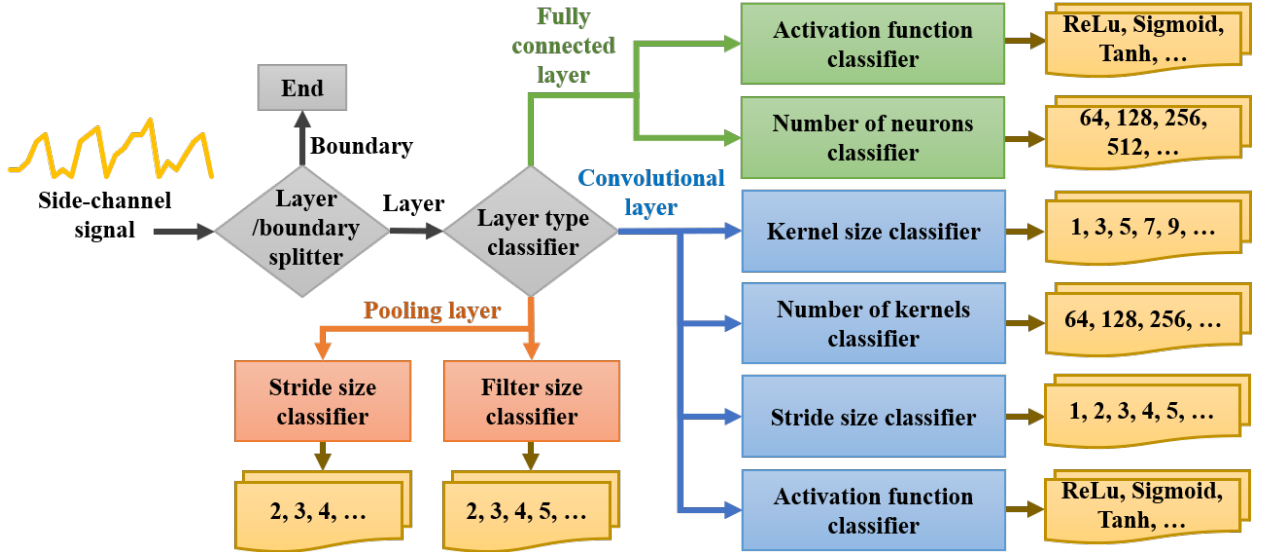 Side-channel
signal
Layer
/boundary
splitter
Boundary
End
Layer
Layer type
classifier
Fully
connected
layer
Activation function
classifier
ReLu, Sigmoid,
Tanh, …
Number of neurons
classifier
64, 128, 256,
512, …
Convolutional
layer
Kernel size classifier
1, 3, 5, 7, 9, …
Number of kernels
classifier
64, 128, 256, …
Stride size classifier
1, 2, 3, 4, 5, …
Activation function
classifier
ReLu, Sigmoid,
Tanh, …
Pooling layer
Stride size
classifier
2, 3, 4, …
Filter size
classifier
2, 3, 4, 5, …